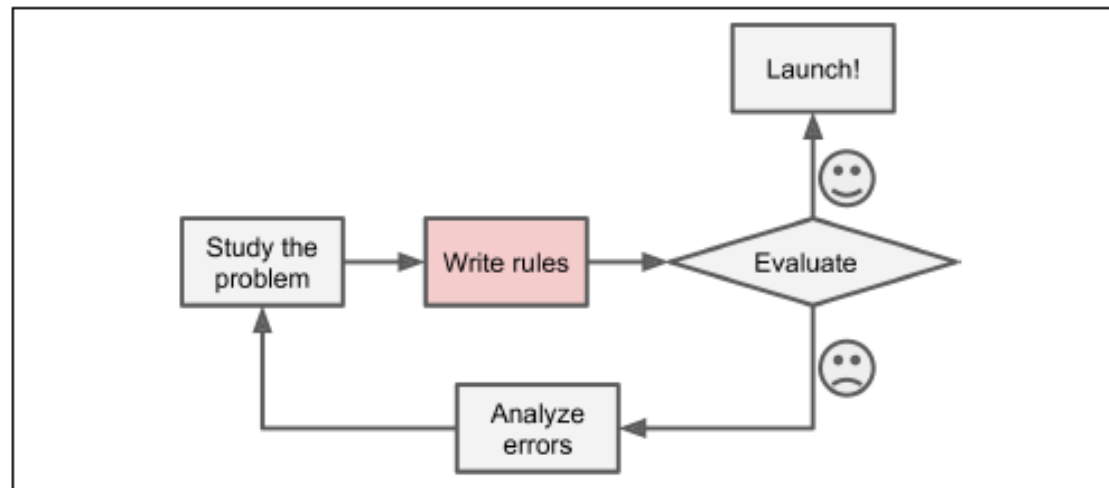 Launch!
Study the
problem
Write rules
Evaluate
Analyze
errors